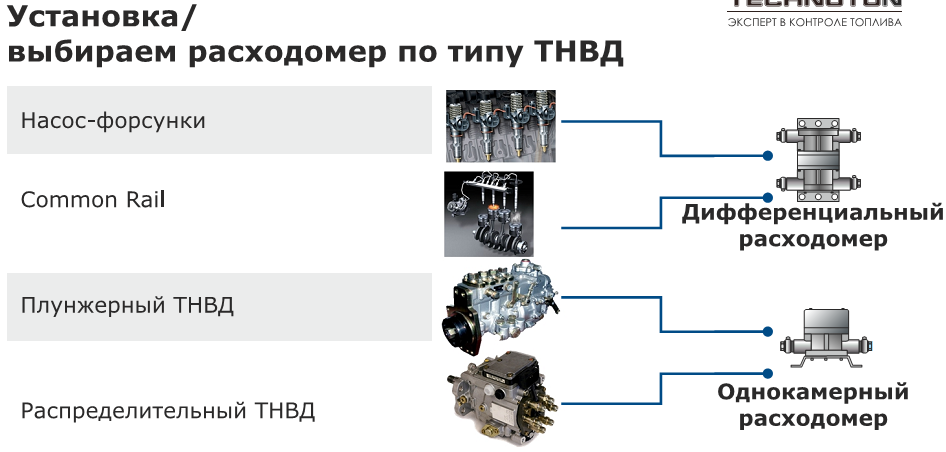 TECHNOTON
ЭКСПЕРТ В КОНТРОЛЕ ТОПЛИВА
Установка/
выбираем расходомер по типу ТНВД
Насос-форсунки
Common Rail
Дифференциальный
расходомер
Плунжерный ТНВД
Однокамерный
расходомер
Распределительный ТНВД